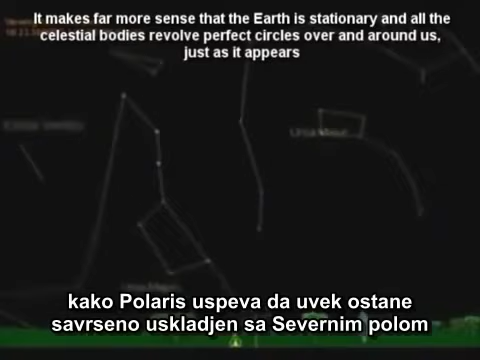 It makes far more sense that the Earth is stationary and all the
celestial bodies revolve perfect circles over and around us,
just as it appears
kako Polaris uspeva da uvek ostane
savrseno uskladjen sa Severnim polom